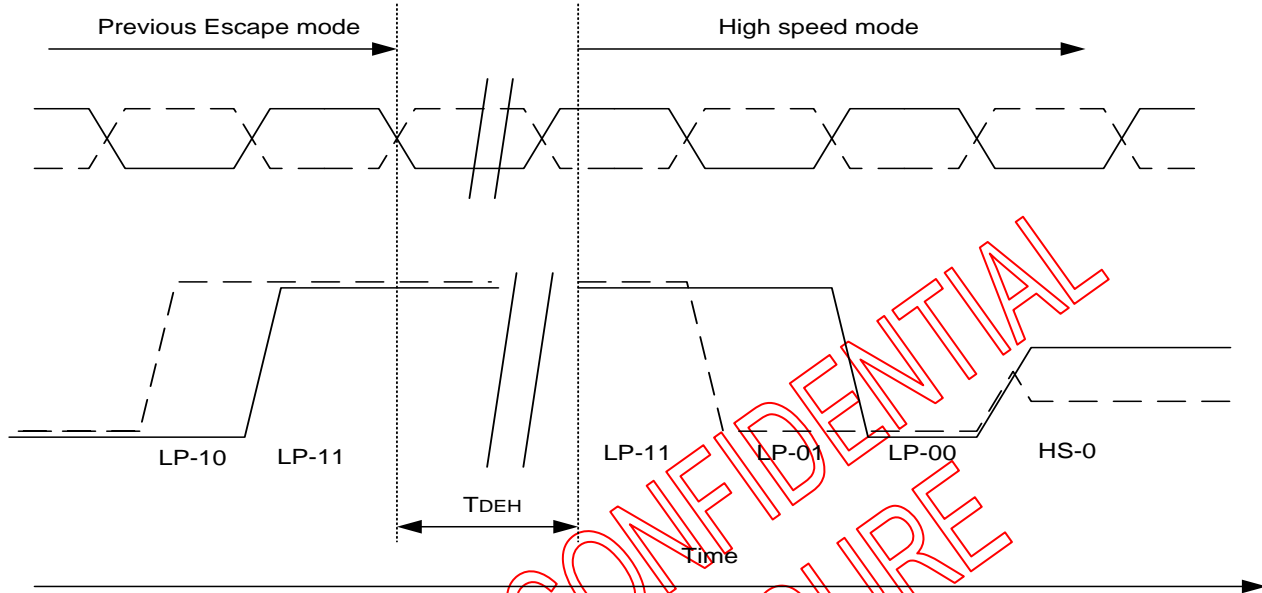 Previous Escape mode
High speed mode
LP-10
LP-11
LP-11
LP-01
LP-00
HS-0
TDEH
Time
CONFIDENTIAL